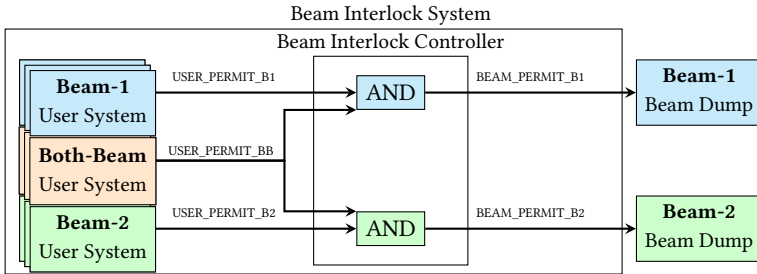 Beam Interlock System
Beam Interlock Controller
Beam-1
User System
USER_PERMIT_B1
AND
BEAM_PERMIT_B1
Beam-1
Beam Dump
Both-Beam
User System
USER_PERMIT_BB
Beam-2
User System
USER_PERMIT_B2
AND
BEAM_PERMIT_B2
Beam-2
Beam Dump